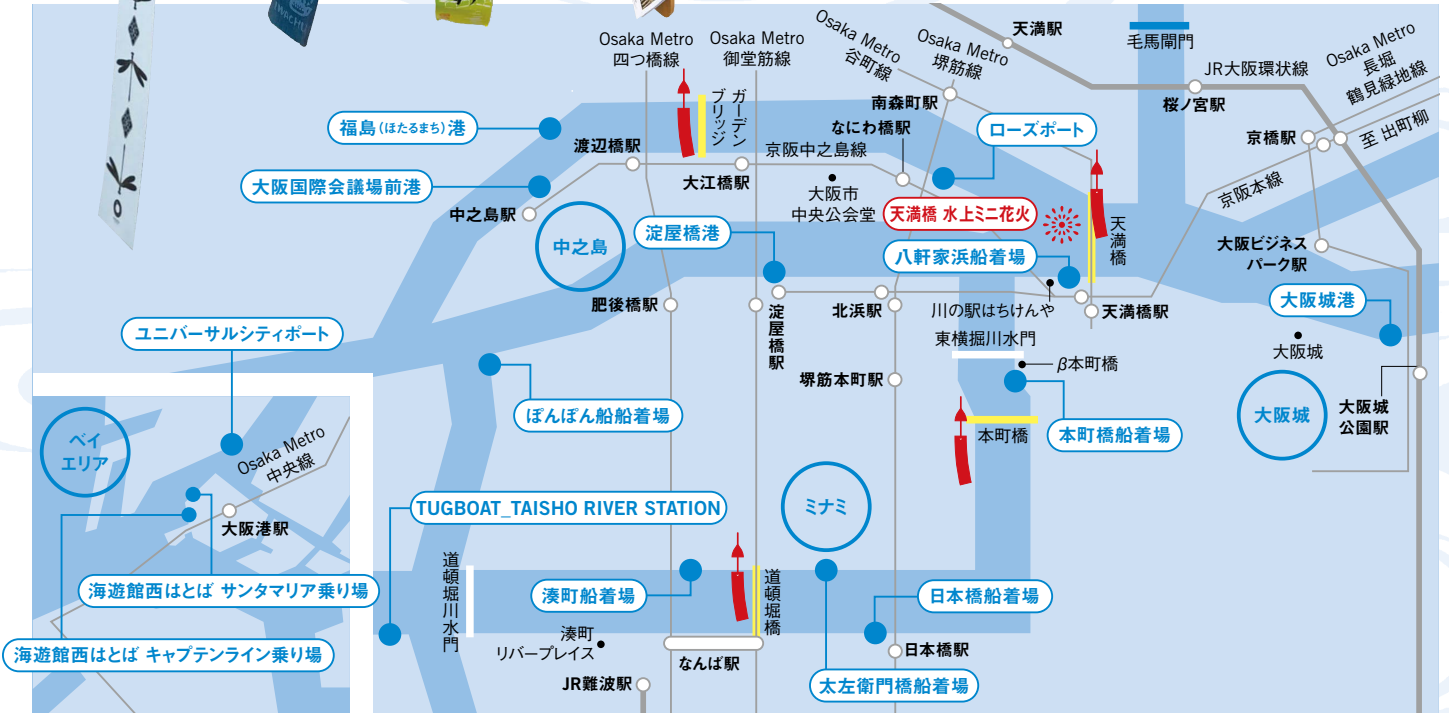 Osaka Metro
四つ橋線
Osaka Metro
御堂筋線
Osaka Metro
谷町線
Osaka Metro
堺筋線
天満駅
毛馬閘門
JR大阪環状線
Osaka Metro
長堀
鶴見緑地線
桜ノ宮駅
京橋駅
至 出町柳
福島(ほたるまち)港
渡辺橋駅
ガーデン
ブリッジ
南森町駅
なにわ橋駅
ローズポート
京阪中之島線
大江橋駅
大阪国際会議場前港
中之島駅
大阪市
中央公会堂
天満橋 水上ミニ花火
京阪本線
中之島
淀屋橋港
八軒家浜船着場
天満橋
大阪ビジネス
パーク駅
肥後橋駅
淀屋橋駅
北浜駅
川の駅はちけんや
天満橋駅
大阪城港
東横掘川水門
大阪城
β本町橋
ユニバーサルシティポート
堺筋本町駅
ぽんぽん船船着場
本町橋
本町橋船着場
大阪城
大阪城
公園駅
ベイ
エリア
Osaka Metro
中央線
大阪港駅
TUGBOAT_TAISHO RIVER STATION
ミナミ
道頓堀川水門
海遊館西はとば サンタマリア乗り場
湊町船着場
道頓堀橋
日本橋船着場
海遊館西はとば キャプテンライン乗り場
湊町
リバープレイス
なんば駅
日本橋駅
JR難波駅
太左衛門橋船着場